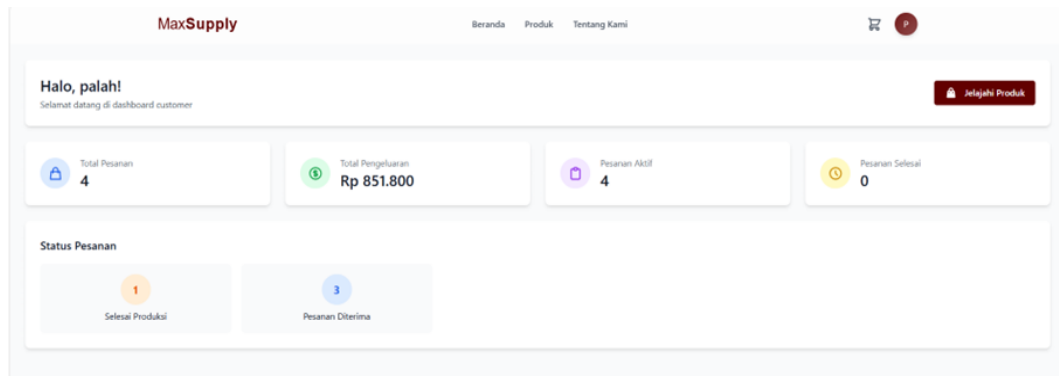 MaxSupply
Beranda Produk Tentang Kami
P
Halo, palah!
Selamat datang di dashboard customer
Jelajahi Produk
Total Pesanan
4
Total Pengeluaran
Rp 851.800
Pesanan Aktif
4
Pesanan Selesai
0
Status Pesanan
1
Selesai Produksi
3
Pesanan Diterima